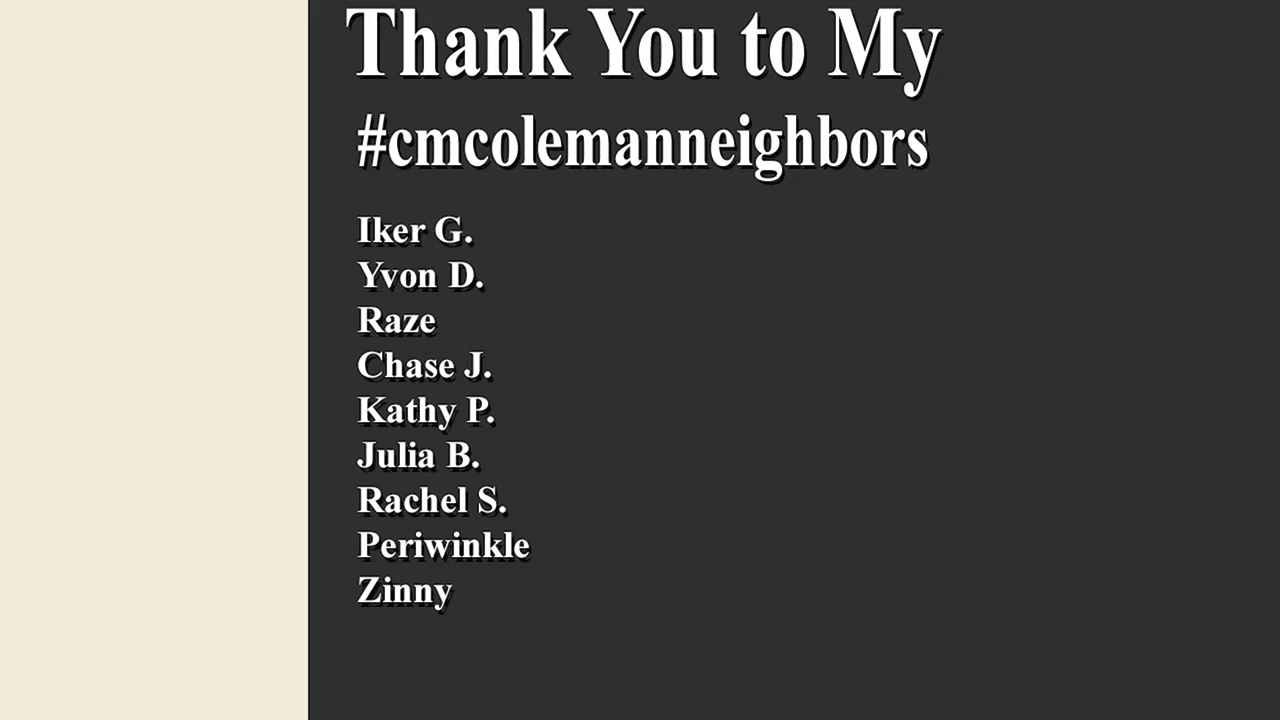 Thank You to My
#cmcolemanneighbors
Iker G.
Yvon D.
Raze
Chase J.
Kathy P.
Julia B.
Rachel S.
Periwinkle
Zinny